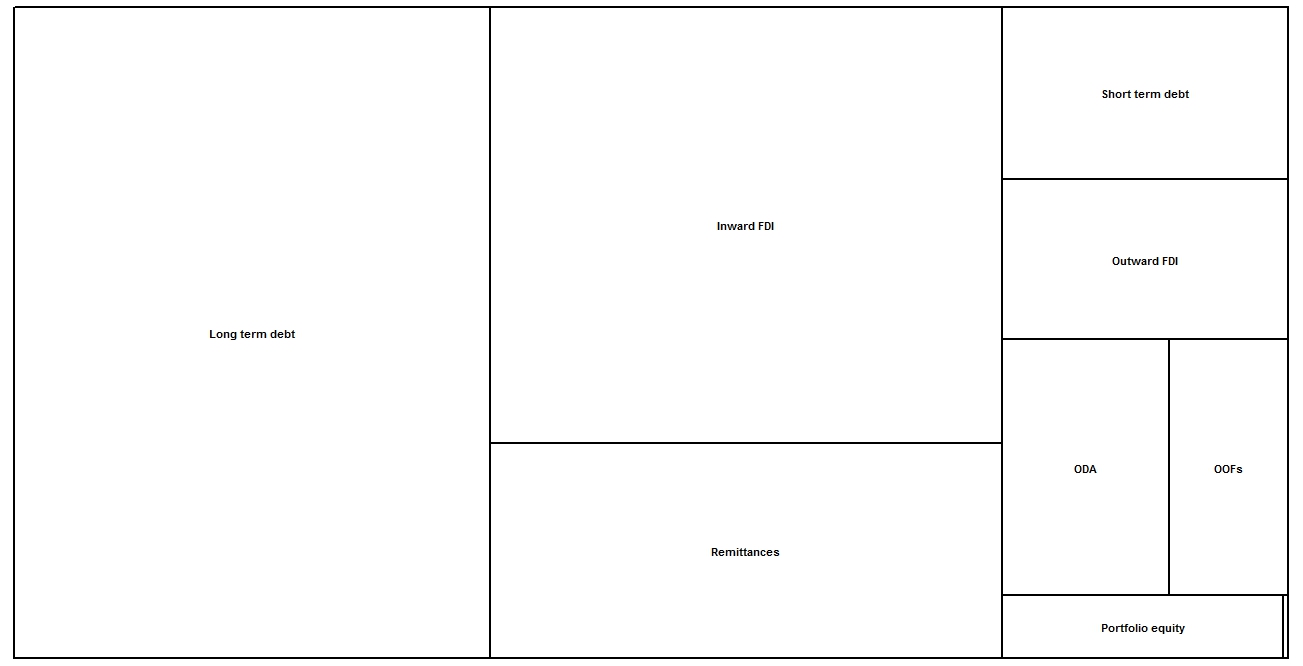 Long term debt
Inward FDI
Remittances
Short term debt
Outward FDI
ODA
OOFs
Portfolio equity